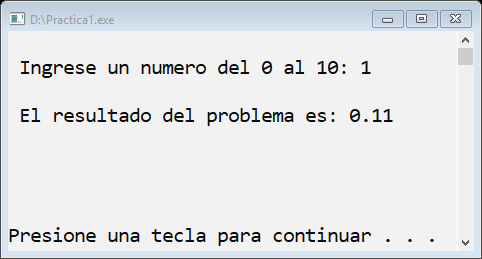 D:\Practica1.exe
Ingrese un numero del 0 al 10: 1
El resultado del problema es: 0.11
Presione una tecla para continuar . . .